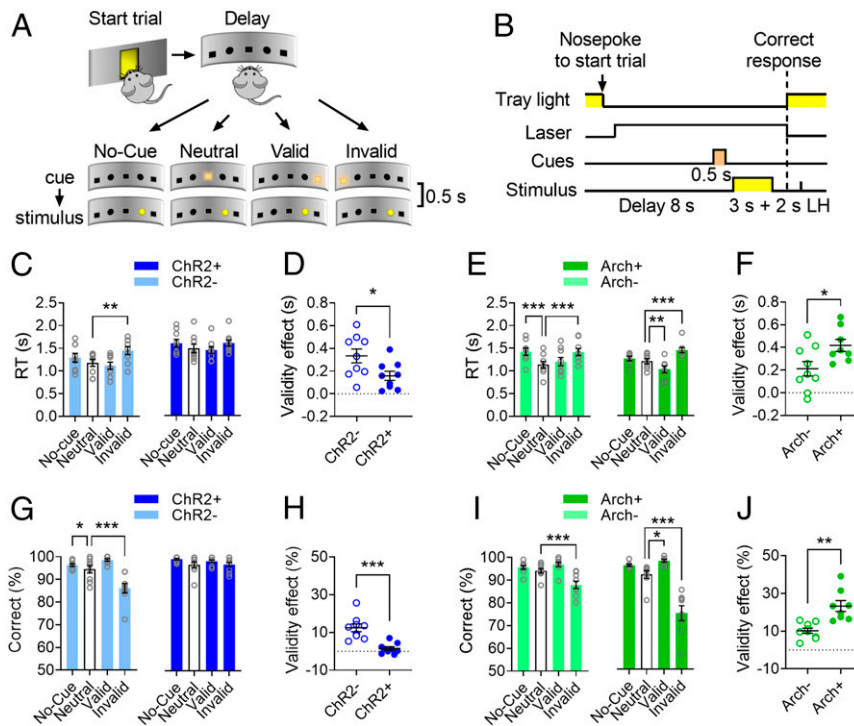 A
Start trial
Delay
No-Cue Neutral Valid Invalid
cue
stimulus
0.5 s
B
Nosepoke
to start trial
Correct
response
Tray light
Laser
Cues
0.5 s
Stimulus
Delay 8 s
3 s + 2 s LH
C
ChR2+
ChR2-
RT (s)
2.5
2.0
1.5
1.0
0.5
0.0
**
No-Cue
Neutral
Valid
Invalid
No-Cue
Neutral
Valid
Invalid
D
Validity effect (s)
0.8
0.6
0.4
0.2
0.0
-0.2
*
ChR2-
ChR2+
E
Arch+
Arch-
RT (s)
2.5
2.0
1.5
1.0
0.5
0.0
*** ***
***
**
No-Cue
Neutral
Valid
Invalid
No-Cue
Neutral
Valid
Invalid
F
Validity effect (s)
0.8
0.6
0.4
0.2
0.0
-0.2
*
Arch-
Arch+
G
ChR2+
ChR2-
Correct (%)
100
90
80
70
60
50
* ***
No-Cue
Neutral
Valid
Invalid
No-Cue
Neutral
Valid
Invalid
H
Validity effect (%)
50
30
10
-10
***
ChR2-
ChR2+
I
Arch+
Arch-
Correct (%)
100
90
80
70
60
50
***
***
*
No-Cue
Neutral
Valid
Invalid
No-Cue
Neutral
Valid
Invalid
J
Validity effect (%)
50
30
10
-10
**
Arch-
Arch+